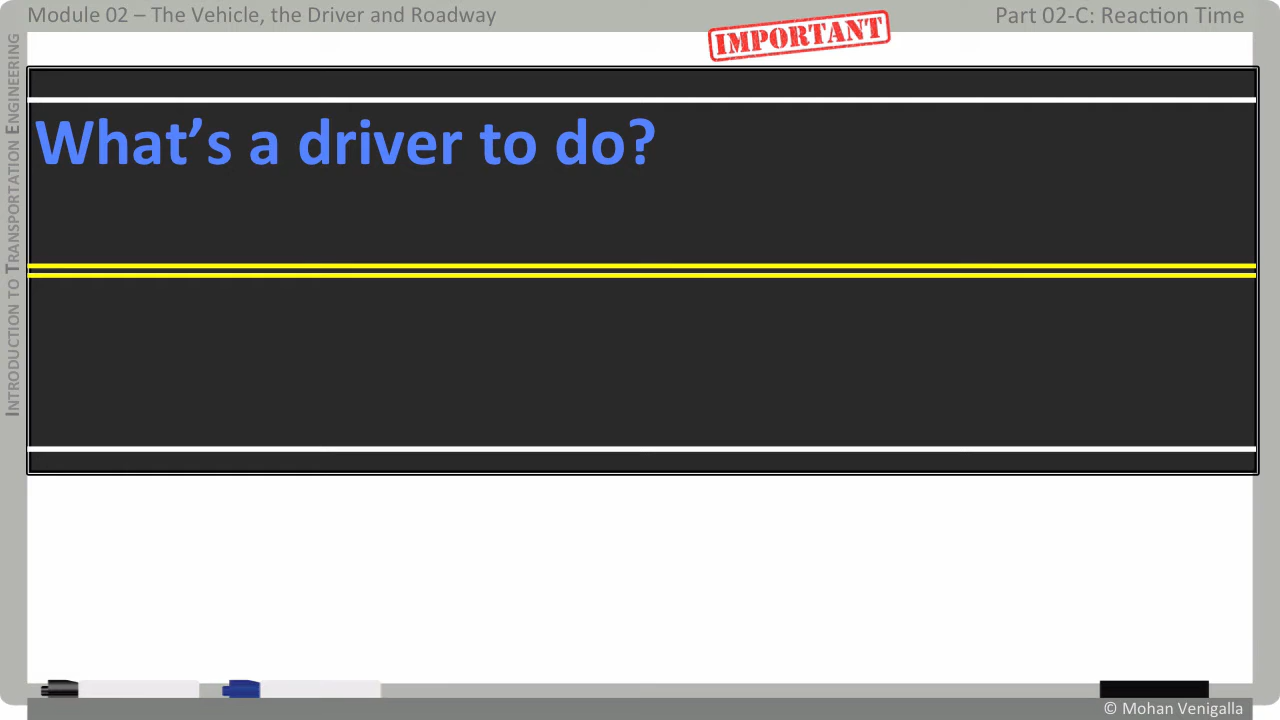 Module 02 – The Vehicle, the Driver and Roadway
Part 02-C: Reaction Time
IMPORTANT
INTRODUCTION TO TRANSPORTATION ENGINEERING
What’s a driver to do?
© Mohan Venigalla